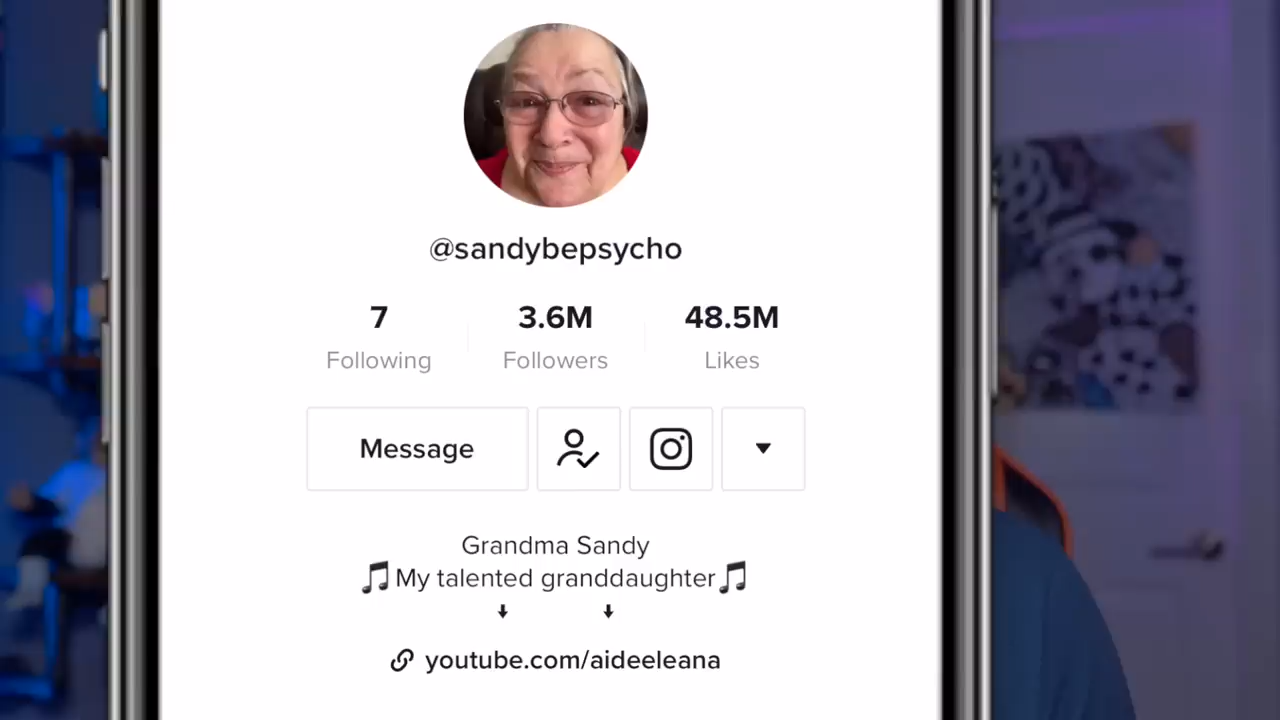 @sandybepsycho
7 3.6M 48.5M
Following Followers Likes
Message
Grandma Sandy
🎵My talented granddaughter🎵
youtube.com/aideeleana